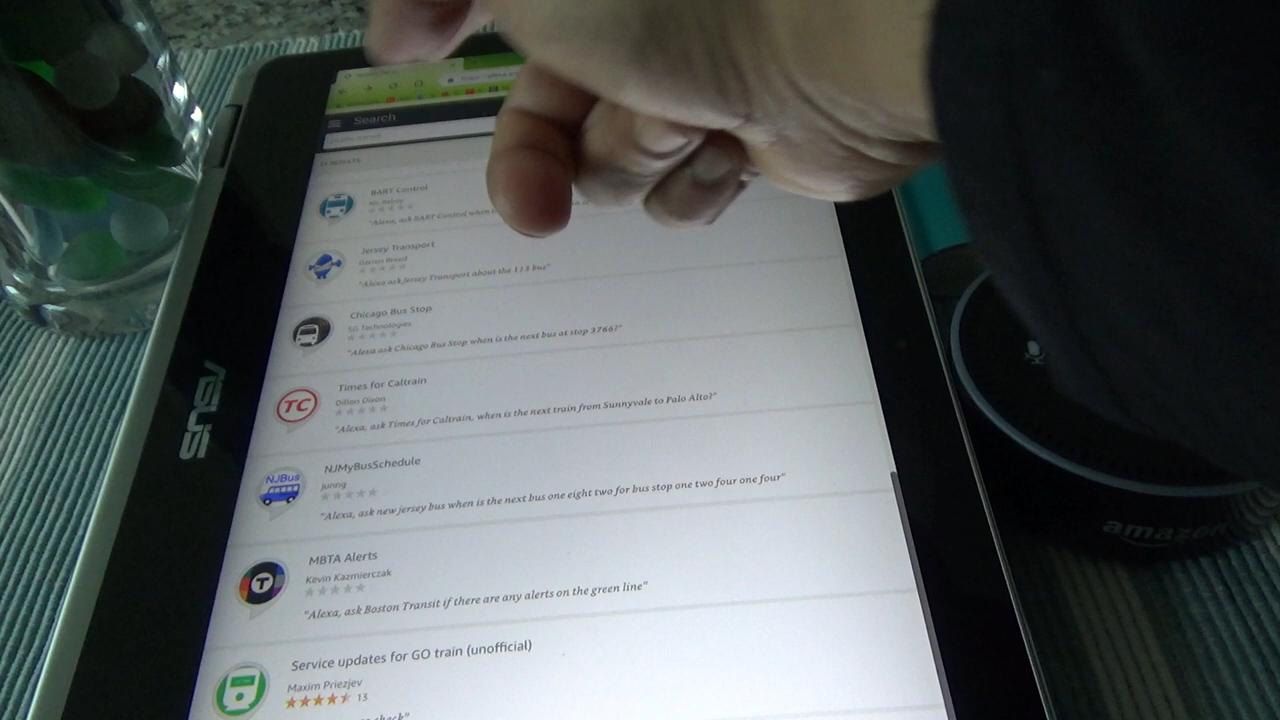 Search
RESULTS
BART Control
"Alexa, ask BART Control when
Jersey Transport
Darren Breed
"Alexa ask Jersey Transport about the 113 bus"
Chicago Bus Stop
SG Technologies
"Alexa ask Chicago Bus Stop when is the next bus at stop 3766?"
TC
Times for Caltrain
Dillon Dixon
"Alexa, ask Times for Caltrain, when is the next train from Sunnyvale to Palo Alto?"
NJBus
NJMyBusSchedule
Junng
"Alexa, ask new jersey bus when is the next bus one eight two for bus stop one two four one four"
T
MBTA Alerts
Kevin Kazmierczak
"Alexa, ask Boston Transit if there are any alerts on the green line"
Service updates for GO train (unofficial)
Maxim Priezjev
13
check"
ASUS
amazon